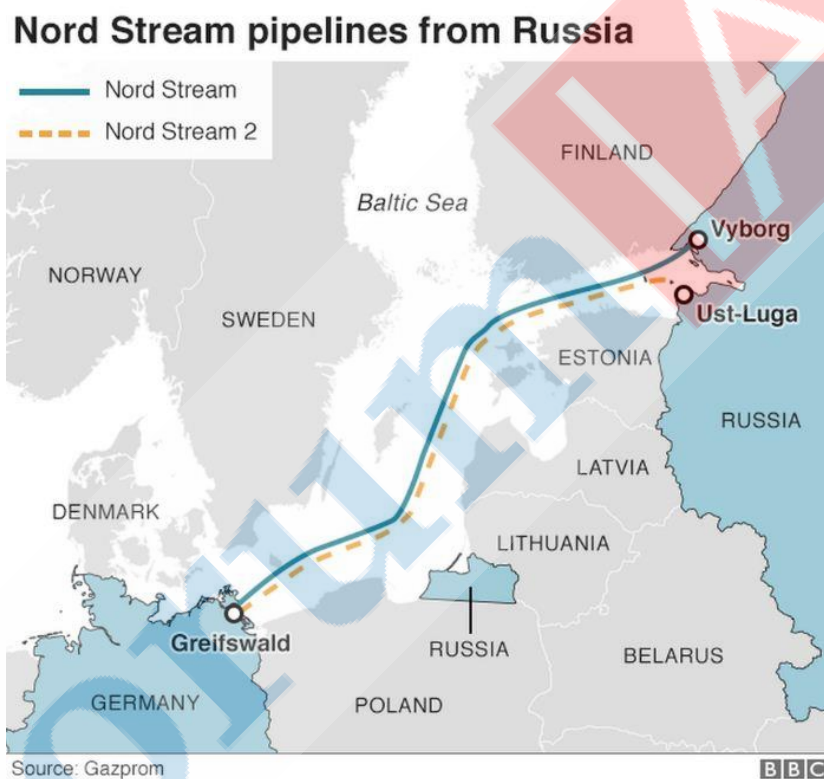 Nord Stream pipelines from Russia
Nord Stream
Nord Stream 2
FINLAND
Baltic Sea
Vyborg
NORWAY
SWEDEN
Ust-Luga
ESTONIA
RUSSIA
LATVIA
DENMARK
LITHUANIA
Greifswald
RUSSIA
BELARUS
GERMANY
POLAND
Source: Gazprom
BBC